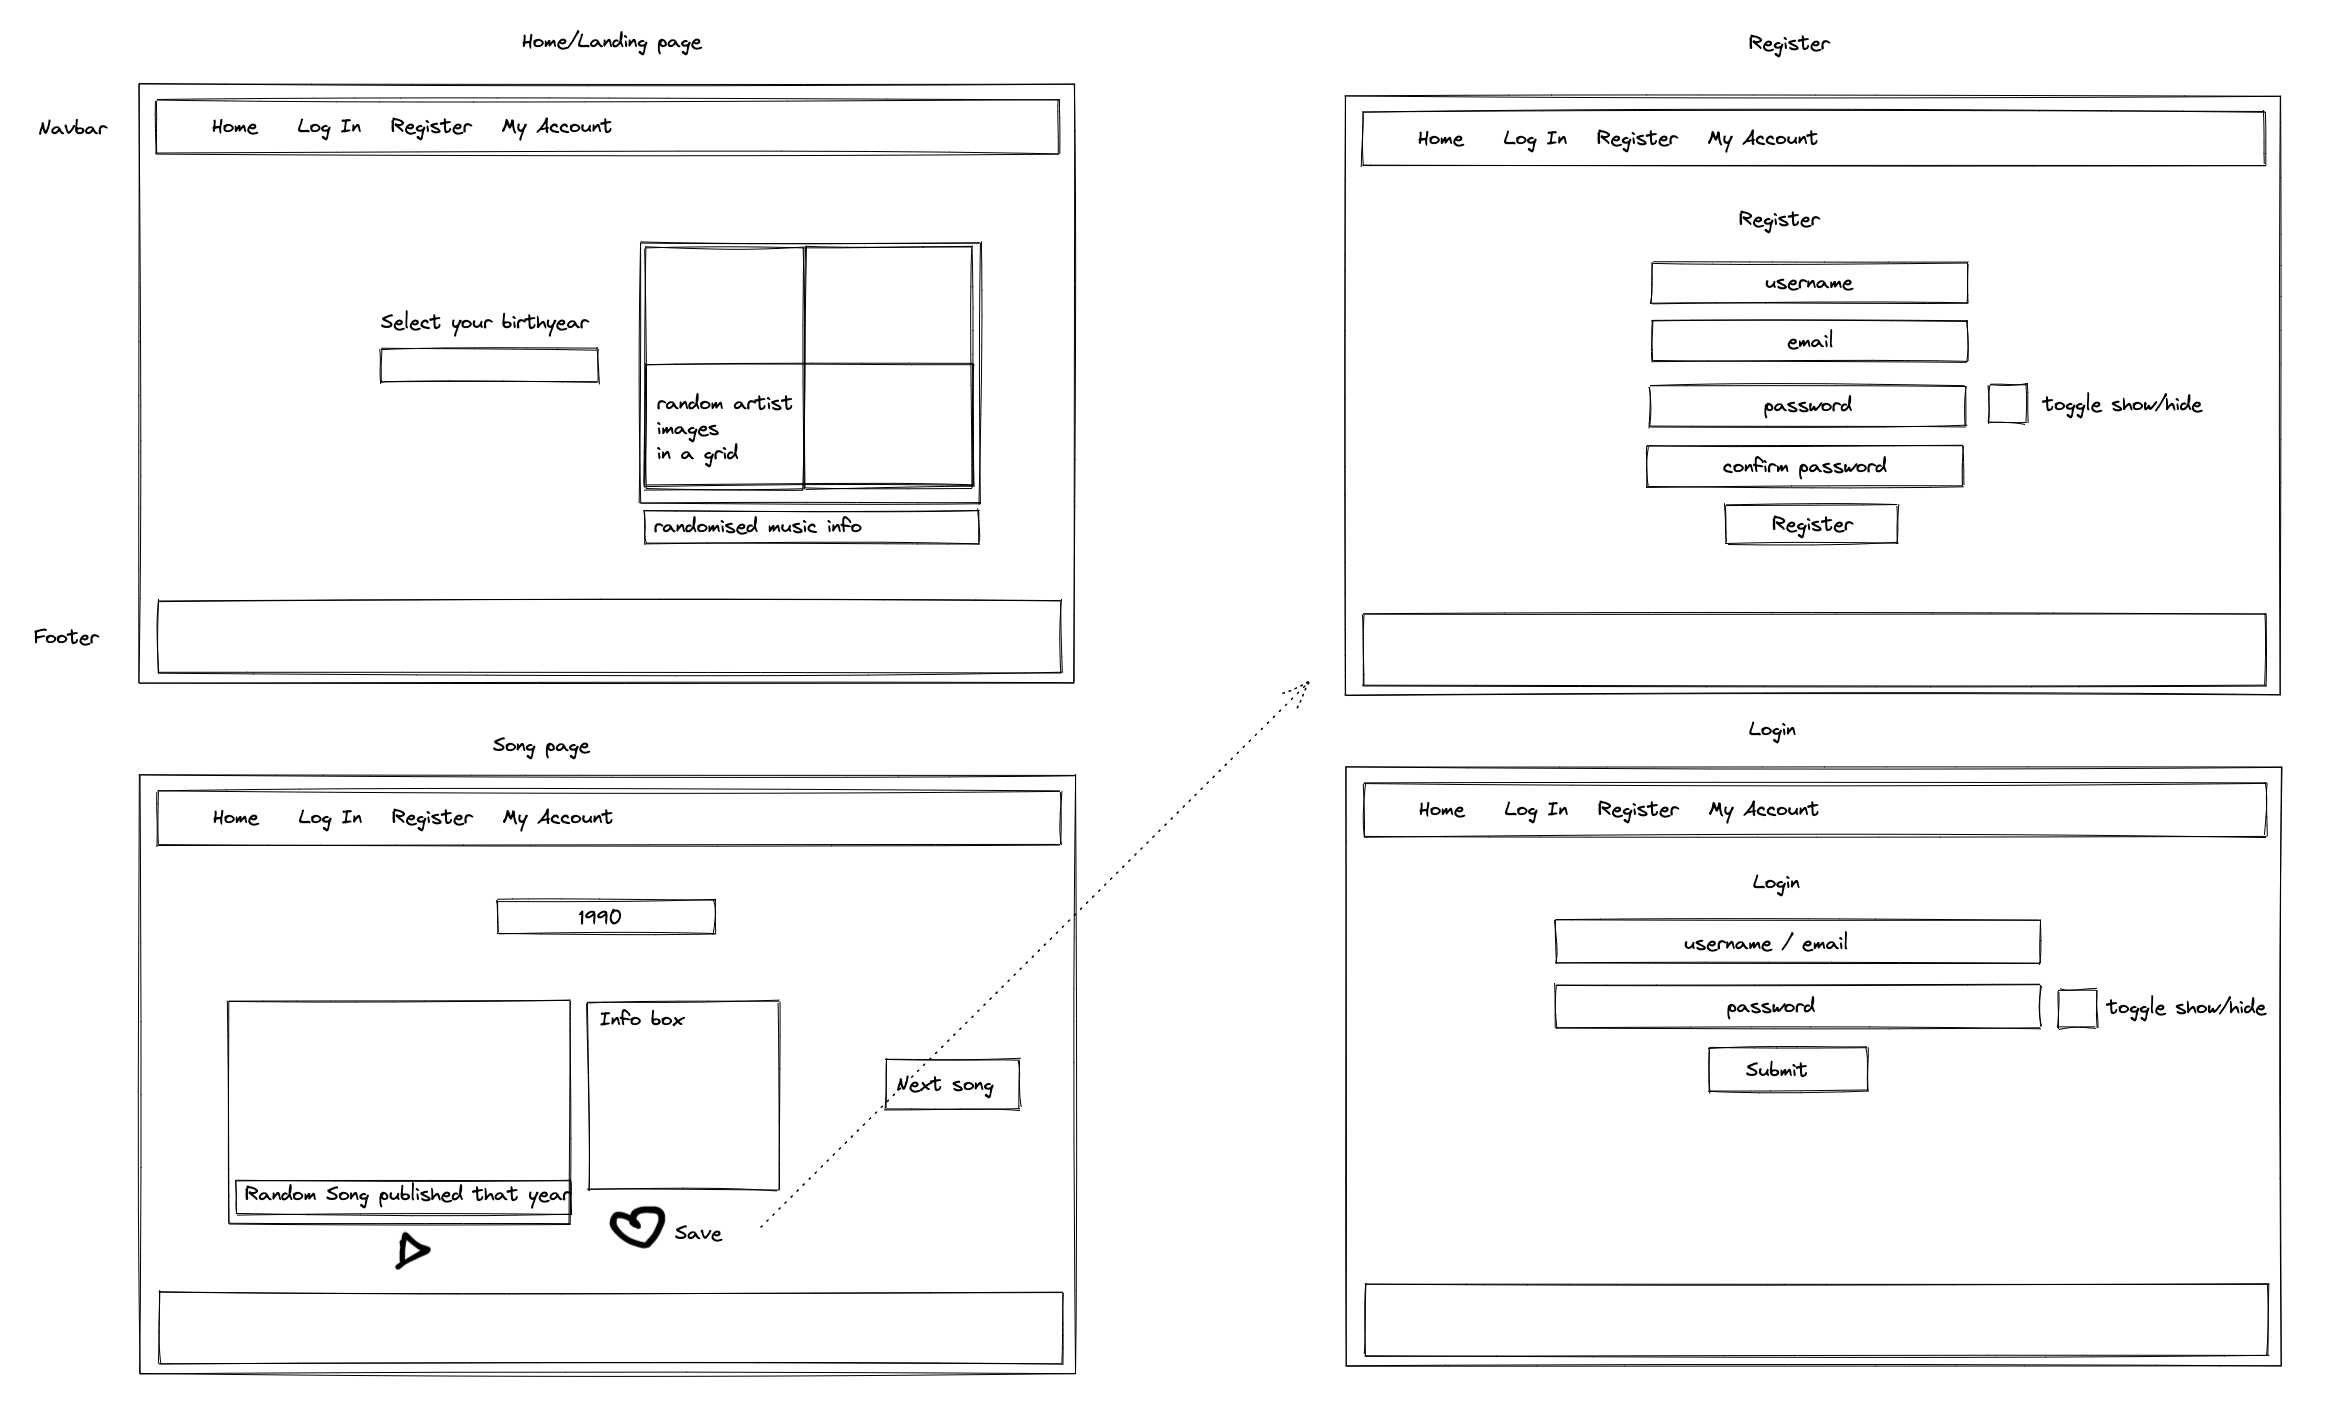 Home/Landing page
Navbar
Home Log In Register My Account
Select your birthyear
random artist
images
in a grid
randomised music info
Footer
Register
Home Log In Register My Account
Register
username
email
password
toggle show/hide
confirm password
Register
Song page
Home Log In Register My Account
1990
Info box
Next song
Random Song published that year
Save
Login
Home Log In Register My Account
Login
username / email
password
toggle show/hide
Submit